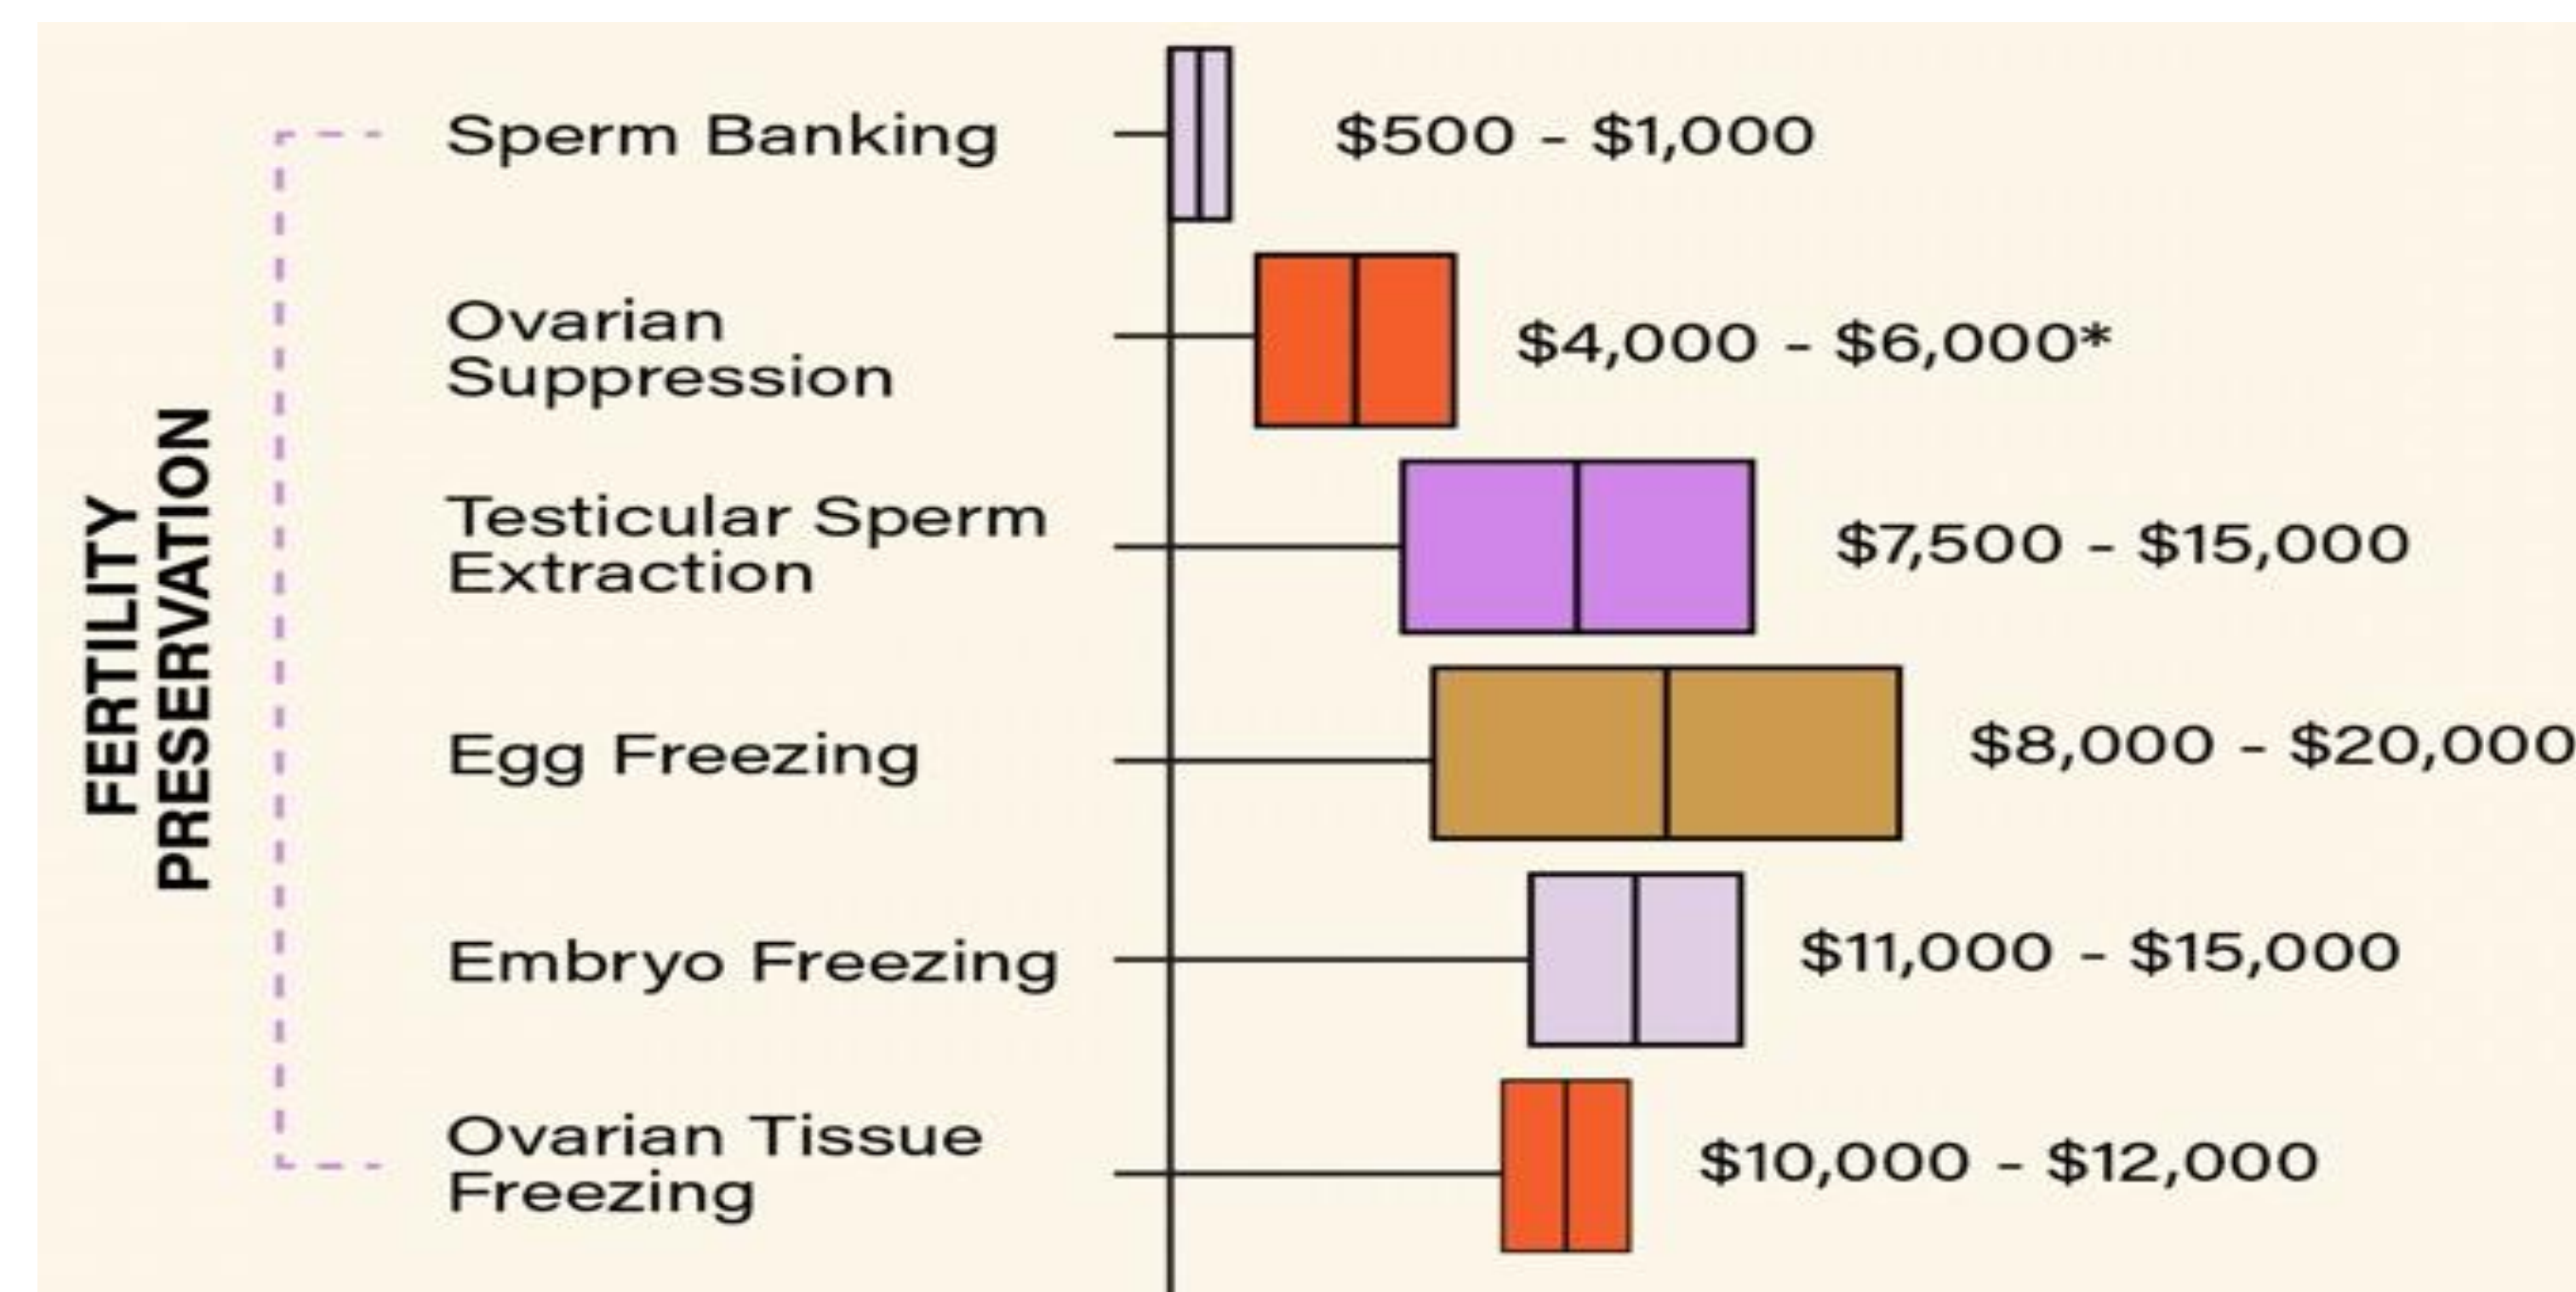 FERTILITY
PRESERVATION
Sperm Banking
$500 - $1,000
Ovarian
Suppression
$4,000 - $6,000*
Testicular Sperm
Extraction
$7,500 - $15,000
Egg Freezing
$8,000 - $20,000
Embryo Freezing
$11,000 - $15,000
Ovarian Tissue
Freezing
$10,000 - $12,000